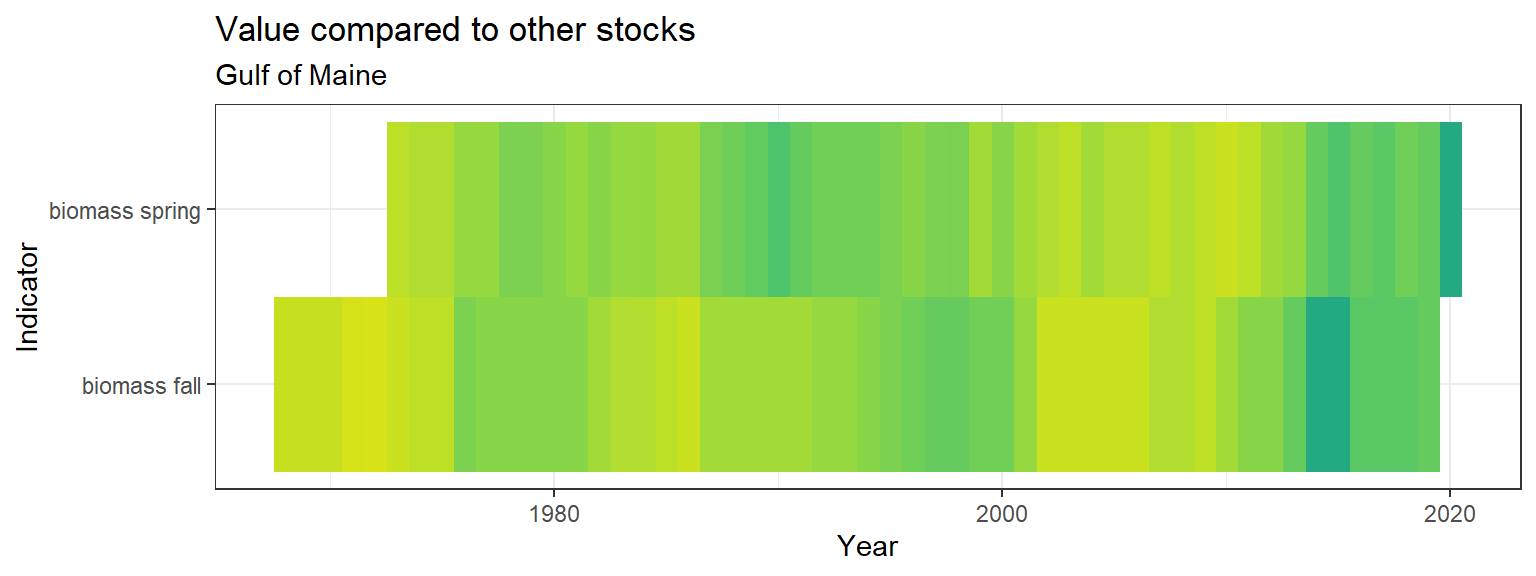 Value compared to other stocks
Gulf of Maine
biomass spring
biomass fall
Indicator
1980 2000 2020
Year